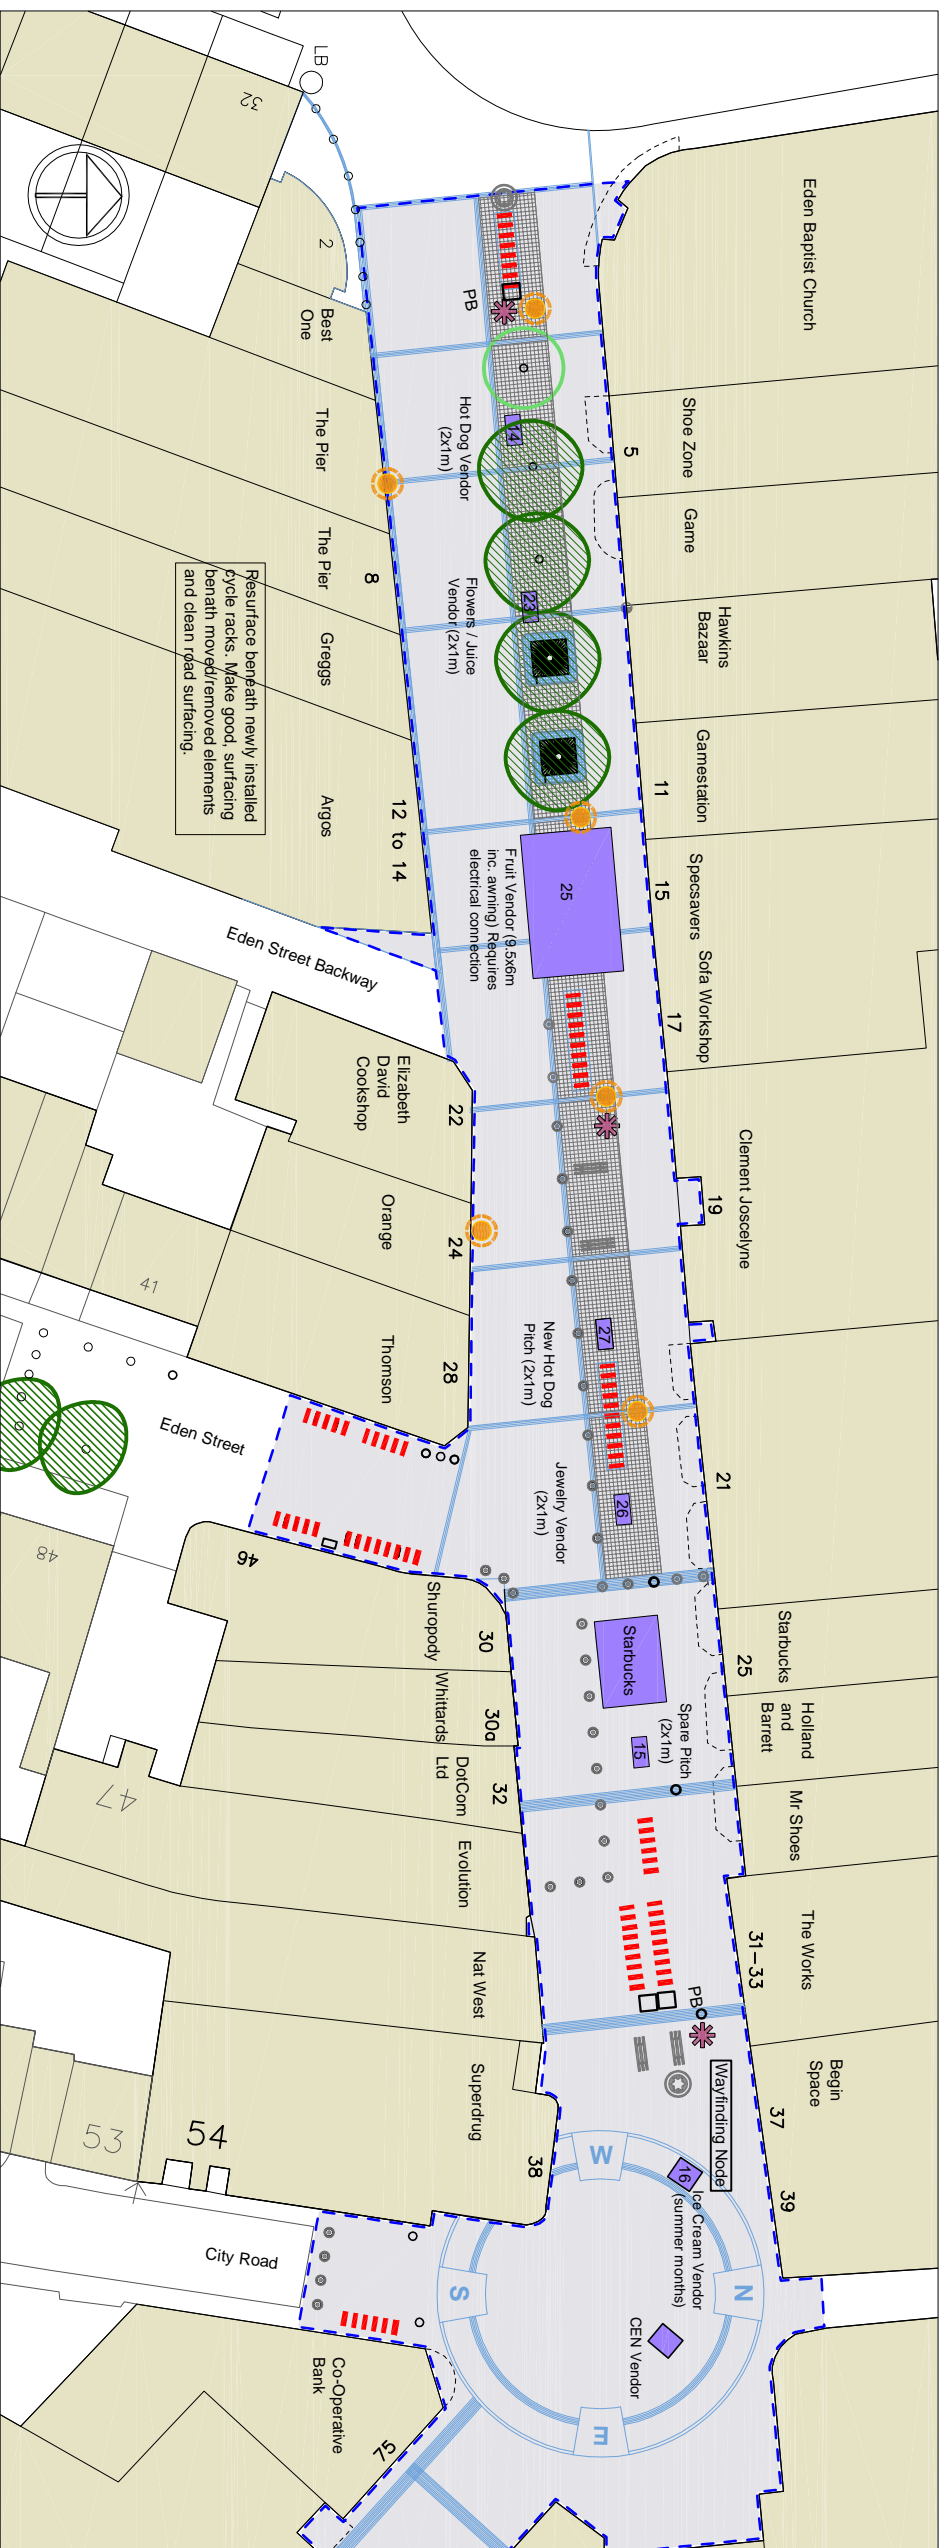 LB
32
2
Best
One
The Pier
The Pier
Greggs
Argos
8
12 to 14
Resurface beneath newly installed
cycle racks. Make good, surfacing
benath moved/removed elements
and clean road surfacing.
Eden Baptist Church
Shoe Zone
Game
Hawkins
Bazaar
Gamestation
Specsavers
Sofa Workshop
Clement Joscelyne
5
11
15
17
19
21
PB
14
Hot Dog Vendor
(2x1m)
23
Flowers / Juice
Vendor (2x1m)
25
Fruit Vendor (9.5x6m
inc. awning) Requires
electrical connection
Eden Street Backway
Elizabeth
David
Cookshop
22
Orange
24
Thomson
28
41
27
New Hot Dog
Pitch (2x1m)
26
Jewelry Vendor
(2x1m)
Eden Street
46
48
Shuropody
30
Whittards
30a
DotCom
Ltd
32
Evolution
47
Nat West
Superdrug
38
53
54
Starbucks
15
Spare Pitch
(2x1m)
Starbucks
25
Holland
and
Barrett
Mr Shoes
The Works
31-33
Begin
Space
37
39
PB
Wayfinding Node
16
Ice Cream Vendor
(summer months)
CEN Vendor
N
E
S
W
City Road
Co-Operative
Bank
75